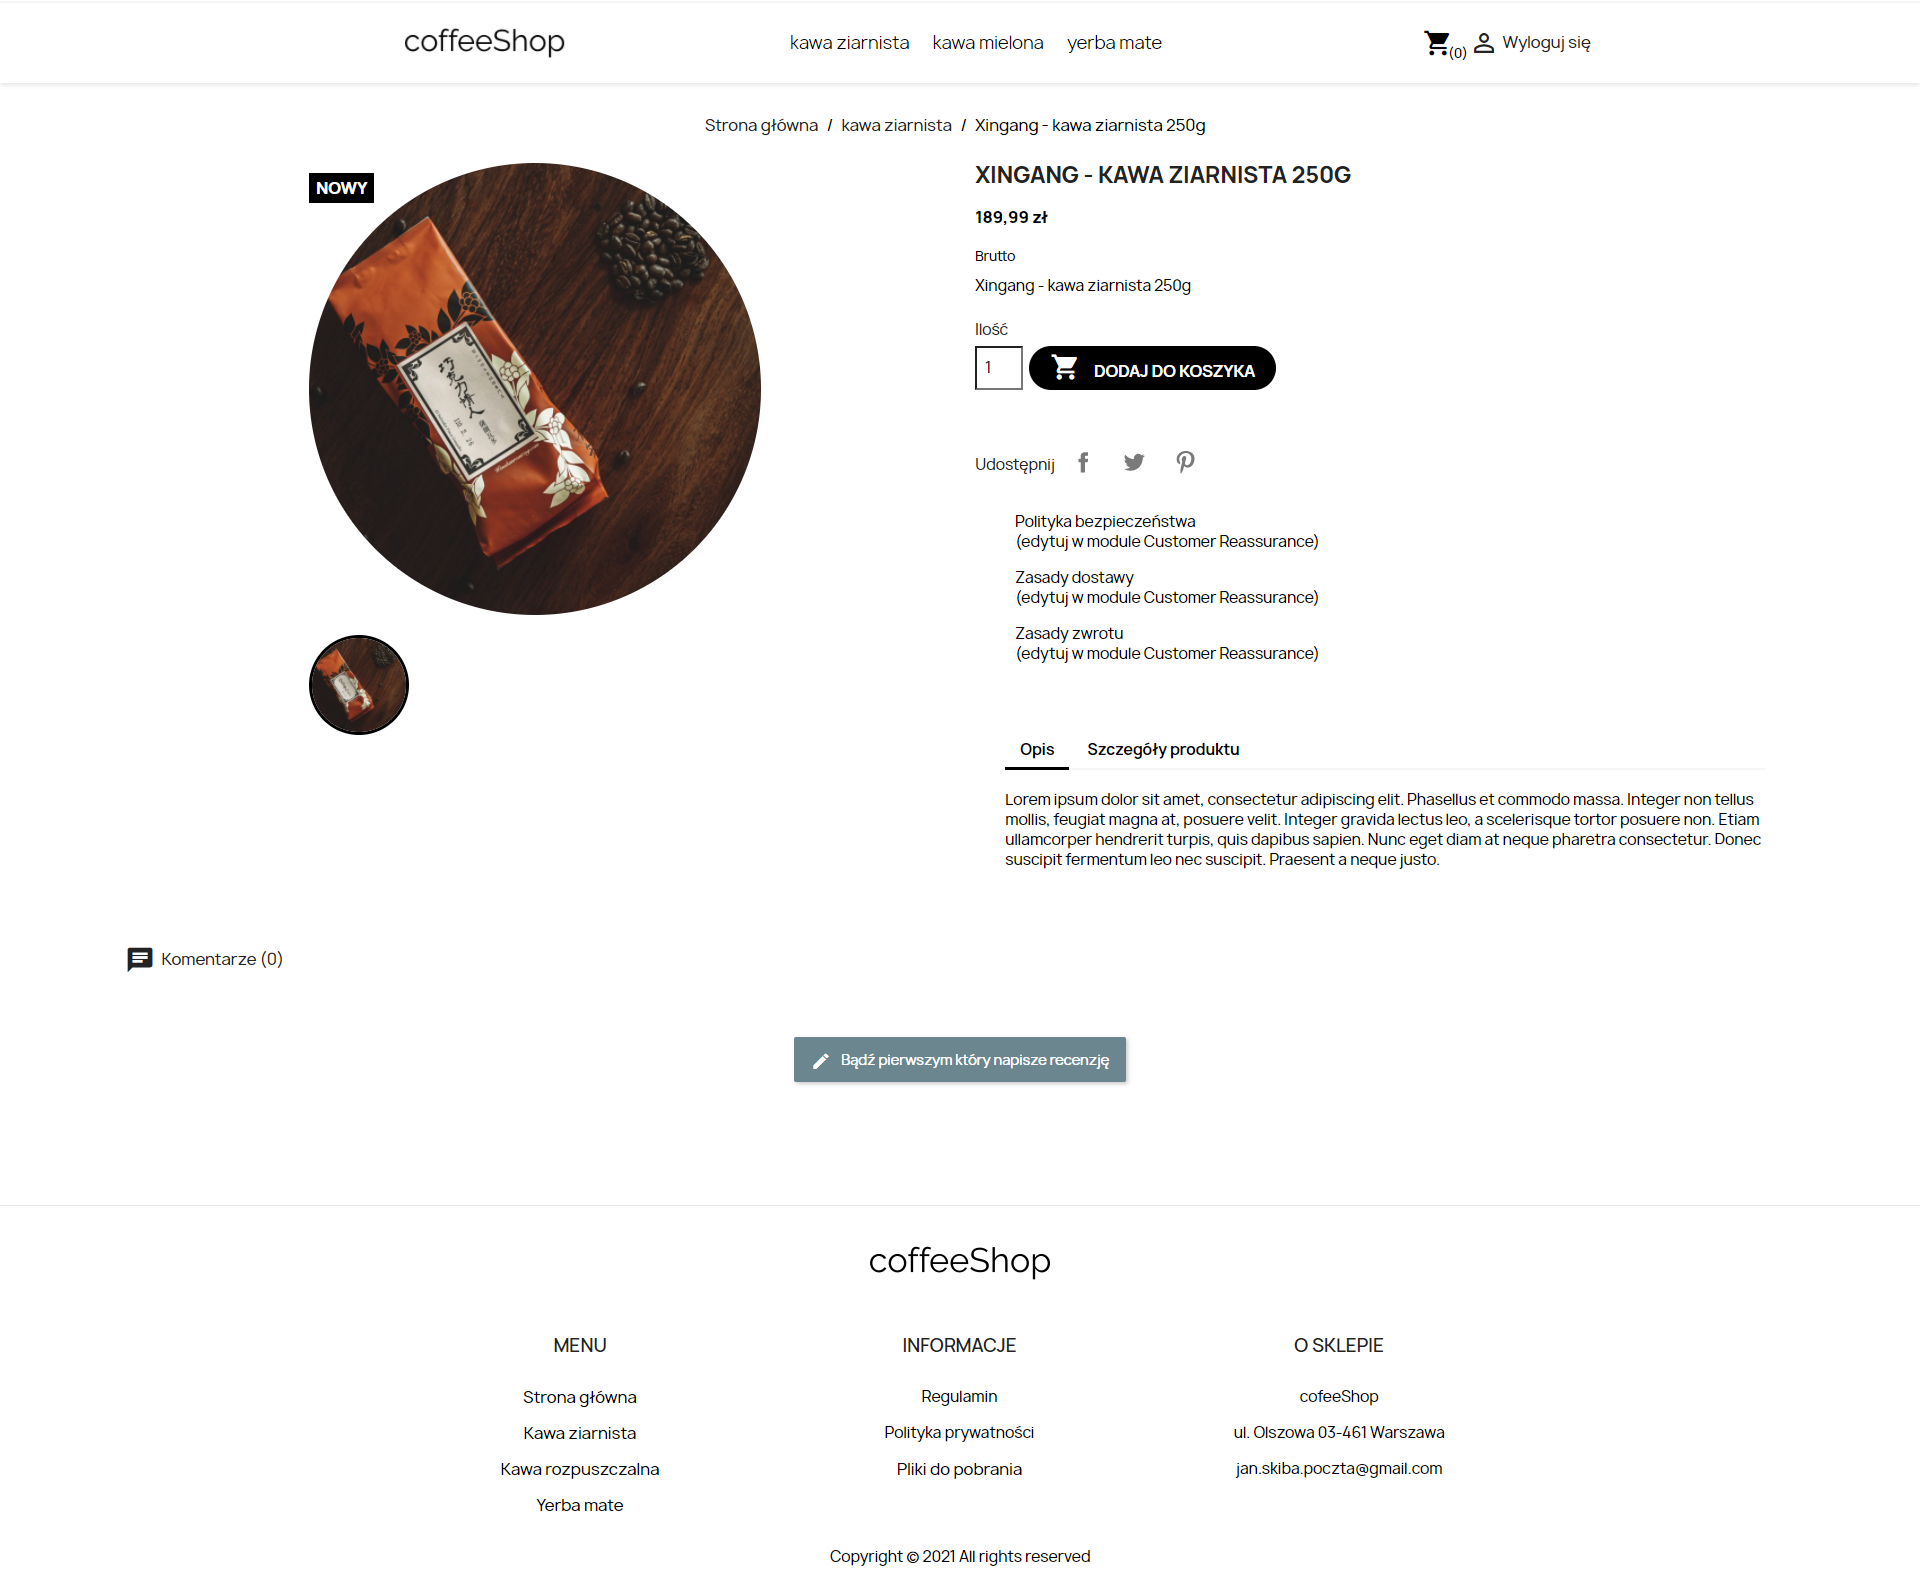 coffeeShop
kawa ziarnista kawa mielona yerba mate
(0) Wyloguj się
Strona główna / kawa ziarnista / Xingang - kawa ziarnista 250g
NOWY
巧克力情人
XINGANG - KAWA ZIARNISTA 250G
189,99 zł
Brutto
Xingang - kawa ziarnista 250g
Ilość
1 DODAJ DO KOSZYKA
Udostępnij
Polityka bezpieczeństwa
(edytuj w module Customer Reassurance)
Zasady dostawy
(edytuj w module Customer Reassurance)
Zasady zwrotu
(edytuj w module Customer Reassurance)
Opis Szczegóły produktu
Lorem ipsum dolor sit amet, consectetur adipiscing elit. Phasellus et commodo massa. Integer non tellus
mollis, feugiat magna at, posuere velit. Integer gravida lectus leo, a scelerisque tortor posuere non. Etiam
ullamcorper hendrerit turpis, quis dapibus sapien. Nunc eget diam at neque pharetra consectetur. Donec
suscipit fermentum leo nec suscipit. Praesent a neque justo.
Komentarze (0)
Bądź pierwszym który napisze recenzję
coffeeShop
MENU
Strona główna
Kawa ziarnista
Kawa rozpuszczalna
Yerba mate
INFORMACJE
Regulamin
Polityka prywatności
Pliki do pobrania
O SKLEPIE
cofeeShop
ul. Olszowa 03-461 Warszawa
jan.skiba.poczta@gmail.com
Copyright © 2021 All rights reserved